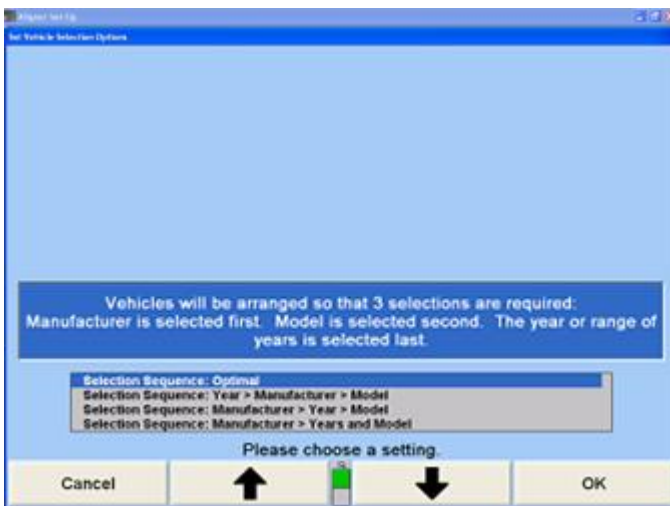 Aligner Set Up
Set Vehicle Selection Options
Vehicles will be arranged so that 3 selections are required:
Manufacturer is selected first. Model is selected second. The year or range of
years is selected last.
Selection Sequence: Optimal
Selection Sequence: Year > Manufacturer > Model
Selection Sequence: Manufacturer > Year > Model
Selection Sequence: Manufacturer > Years and Model
Please choose a setting.
Cancel
OK